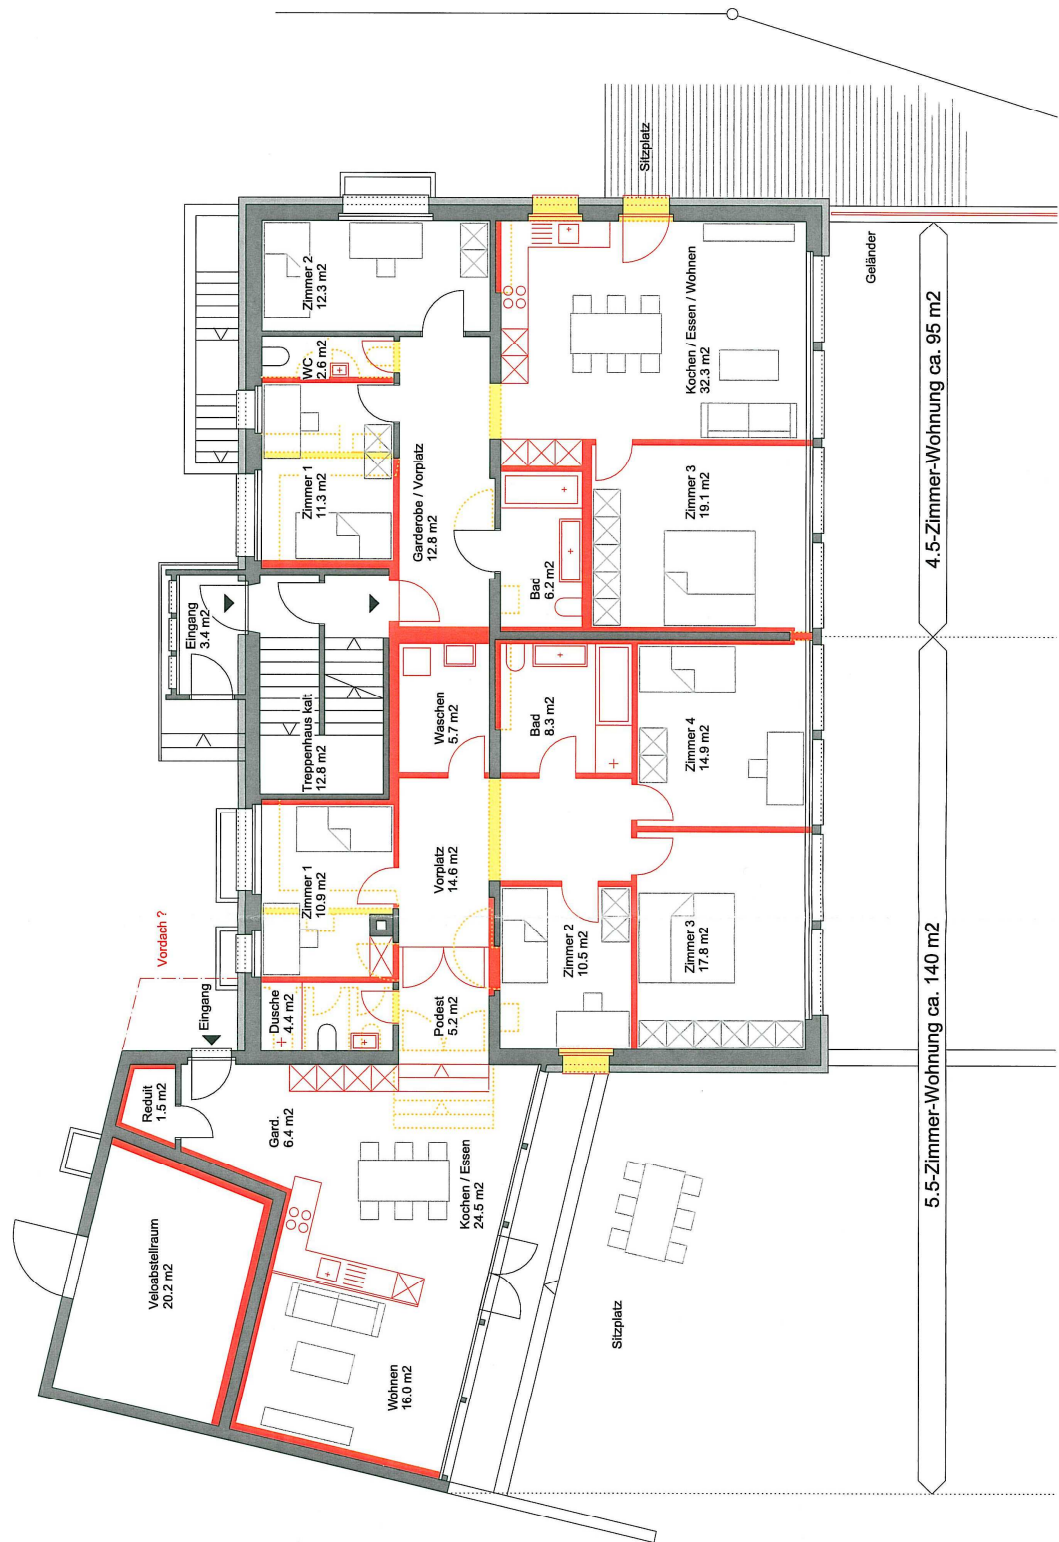 Sitzplatz
Zimmer 2
12.3 m2
WC
2.6 m2
Zimmer 1
11.3 m2
Garderobe / Vorplatz
12.8 m2
Kochen / Essen / Wohnen
32.3 m2
Geländer
Zimmer 3
19.1 m2
Bad
6.2 m2
Eingang
3.4 m2
4.5-Zimmer-Wohnung ca. 95 m2
Treppenhaus kalt
12.8 m2
Waschen
5.7 m2
Bad
8.3 m2
Zimmer 4
14.9 m2
Zimmer 1
10.9 m2
Vorplatz
14.6 m2
Vordach ?
Eingang
Dusche
4.4 m2
Podest
5.2 m2
Zimmer 2
10.5 m2
Zimmer 3
17.8 m2
Reduit
1.5 m2
Gard.
6.4 m2
Kochen / Essen
24.5 m2
Veloabstellraum
20.2 m2
Wohnen
16.0 m2
Sitzplatz
5.5-Zimmer-Wohnung ca. 140 m2